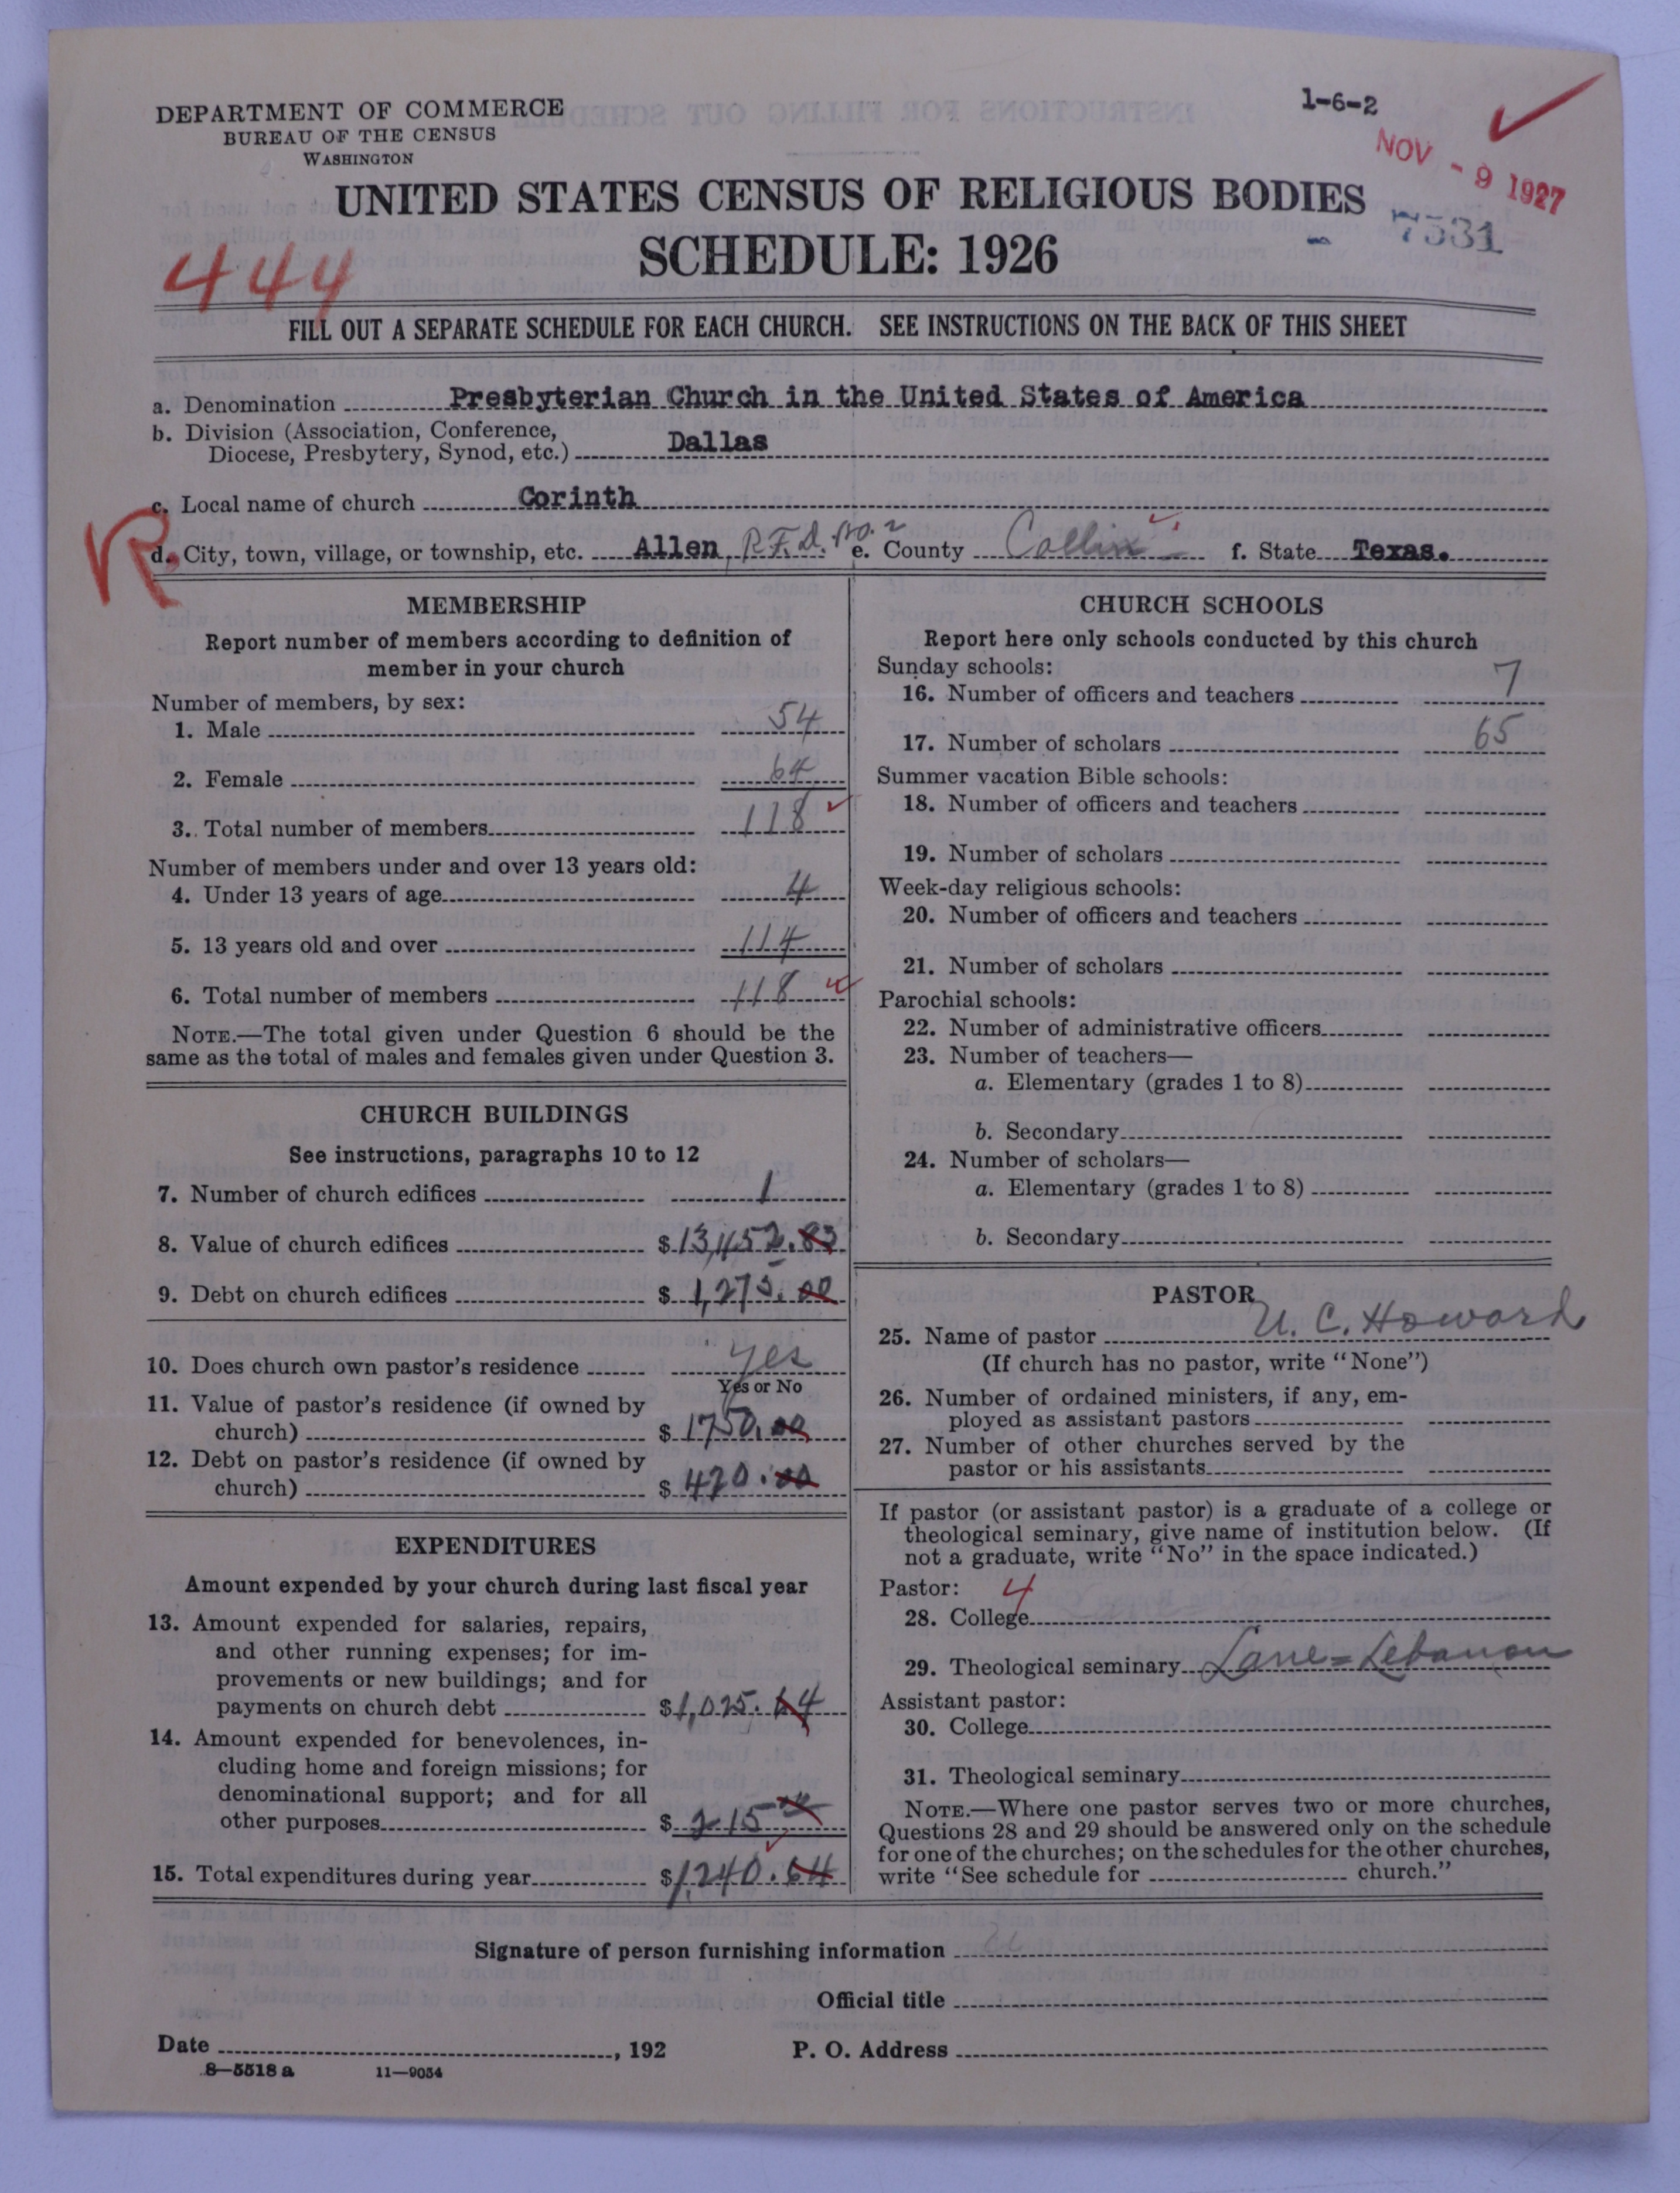 1-6-2
DEPARTMENT OF COMMERCE
BUREAU OF THE CENSUS
WASHINGTON
NOV - 9 1927
UNITED STATES CENSUS OF RELIGIOUS BODIES
SCHEDULE: 1926
444
FILL OUT A SEPARATE SCHEDULE FOR EACH CHURCH. SEE INSTRUCTIONS ON THE BACK OF THIS SHEET
a. Denomination Presbyterian Church in the United States of America
b. Division (Association, Conference,
Diocese, Presbytery, Synod, etc.) Dallas
c. Local name of church Corinth
R
d. City, town, village, or township, etc. Allen, R.F.D. No. 2 e. County Collin f. State Texas.
MEMBERSHIP
Report number of members according to definition of
member in your church
Number of members, by sex:
1. Male 54
2. Female 64
3. Total number of members 118
Number of members under and over 13 years old:
4. Under 13 years of age 4
5. 13 years old and over 114
6. Total number of members 118
NOTE.—The total given under Question 6 should be the
same as the total of males and females given under Question 3.
CHURCH BUILDINGS
See instructions, paragraphs 10 to 12
7. Number of church edifices 1
8. Value of church edifices $ 13,452.83
9. Debt on church edifices $ 1,275.00
10. Does church own pastor's residence yes
Yes or No
11. Value of pastor's residence (if owned by
church) $ 1750.00
12. Debt on pastor's residence (if owned by
church) $ 420.00
EXPENDITURES
Amount expended by your church during last fiscal year
13. Amount expended for salaries, repairs,
and other running expenses; for im-
provements or new buildings; and for
payments on church debt $1,025.64
14. Amount expended for benevolences, in-
cluding home and foreign missions; for
denominational support; and for all
other purposes $ 215
15. Total expenditures during year $1,240.64
CHURCH SCHOOLS
Report here only schools conducted by this church
Sunday schools:
16. Number of officers and teachers 7
17. Number of scholars 65
Summer vacation Bible schools:
18. Number of officers and teachers
19. Number of scholars
Week-day religious schools:
20. Number of officers and teachers
21. Number of scholars
Parochial schools:
22. Number of administrative officers
23. Number of teachers—
a. Elementary (grades 1 to 8)
b. Secondary
24. Number of scholars—
a. Elementary (grades 1 to 8)
b. Secondary
PASTOR
25. Name of pastor U. C. Howard
(If church has no pastor, write "None")
26. Number of ordained ministers, if any, em-
ployed as assistant pastors
27. Number of other churches served by the
pastor or his assistants
If pastor (or assistant pastor) is a graduate of a college or
theological seminary, give name of institution below. (If
not a graduate, write "No" in the space indicated.)
Pastor: 4
28. College
29. Theological seminary Lane=Lebanon
Assistant pastor:
30. College
31. Theological seminary
NOTE.—Where one pastor serves two or more churches,
Questions 28 and 29 should be answered only on the schedule
for one of the churches; on the schedules for the other churches,
write "See schedule for church."
Signature of person furnishing information
Official title
Date , 192 P. O. Address
8—5518 a 11—9054